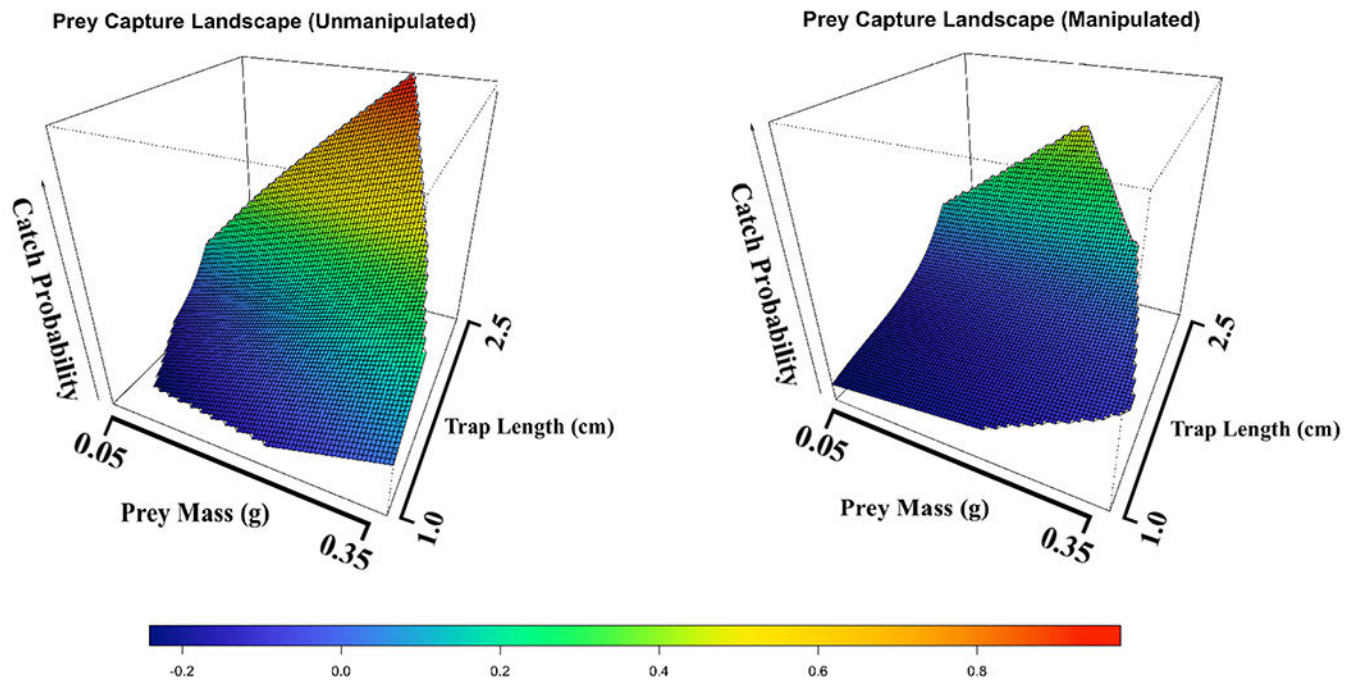 Prey Capture Landscape (Unmanipulated)
Catch Probability
0.05
Prey Mass (g)
0.35
1.0
Trap Length (cm)
2.5
Prey Capture Landscape (Manipulated)
Catch Probability
0.05
Prey Mass (g)
0.35
1.0
Trap Length (cm)
2.5
-0.2 0.0 0.2 0.4 0.6 0.8